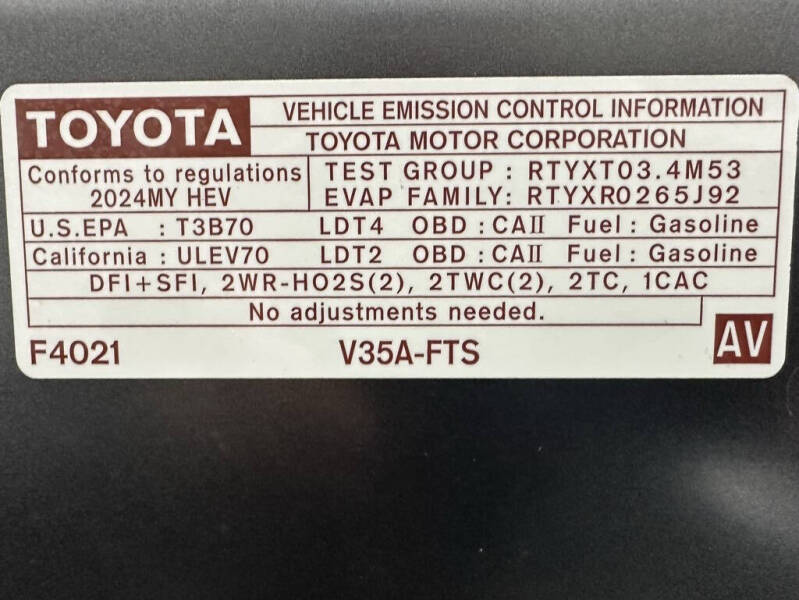 TOYOTA
VEHICLE EMISSION CONTROL INFORMATION
TOYOTA MOTOR CORPORATION
Conforms to regulations
2024MY HEV
TEST GROUP : RTYXT03.4M53
EVAP FAMILY: RTYXR0265J92
U.S.EPA : T3B70 LDT4 OBD : CAII Fuel : Gasoline
California : ULEV70 LDT2 OBD : CAII Fuel : Gasoline
DFI+SFI, 2WR-HO2S(2), 2TWC(2), 2TC, 1CAC
No adjustments needed.
F4021 V35A-FTS AV